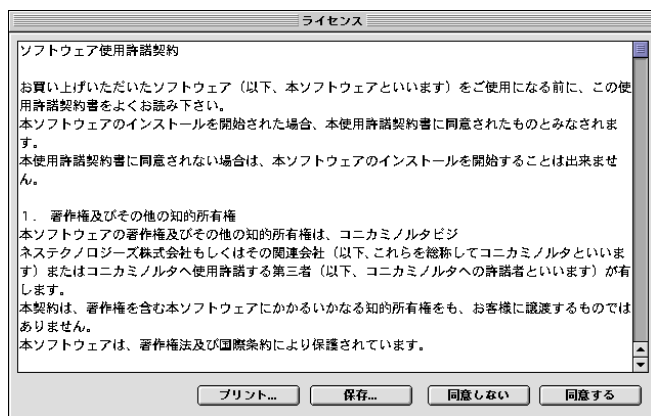 ライセンス
ソフトウェア使用許諾契約
お買い上げいただいたソフトウェア（以下、本ソフトウェアといいます）をご使用になる前に、この使
用許諾契約書をよくお読み下さい。
本ソフトウェアのインストールを開始された場合、本使用許諾契約書に同意されたものとみなされま
す。
本使用許諾契約書に同意されない場合は、本ソフトウェアのインストールを開始することは出来ませ
ん。
１．　著作権及びその他の知的所有権
本ソフトウェアの著作権及びその他の知的所有権は、コニカミノルタビジ
ネステクノロジーズ株式会社もしくはその関連会社（以下、これらを総称してコニカミノルタといいま
す）またはコニカミノルタへ使用許諾する第三者（以下、コニカミノルタへの許諾者といいます）が有
します。
本契約は、著作権を含む本ソフトウェアにかかるいかなる知的所有権をも、お客様に譲渡するものでは
ありません。
本ソフトウェアは、著作権法及び国際条約により保護されています。
プリント... 保存... 同意しない 同意する